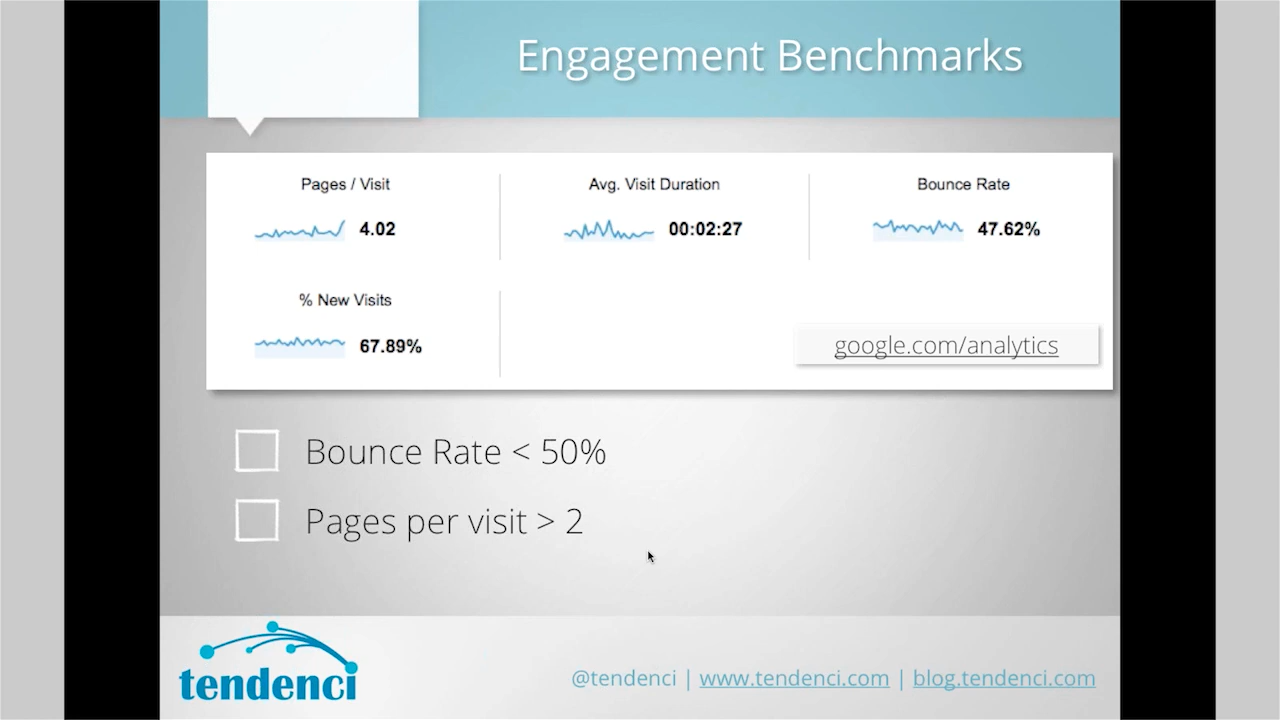 Engagement Benchmarks
Pages / Visit
4.02
Avg. Visit Duration
00:02:27
Bounce Rate
47.62%
% New Visits
67.89%
google.com/analytics
Bounce Rate < 50%
Pages per visit > 2
tendenci
@tendenci | www.tendenci.com | blog.tendenci.com